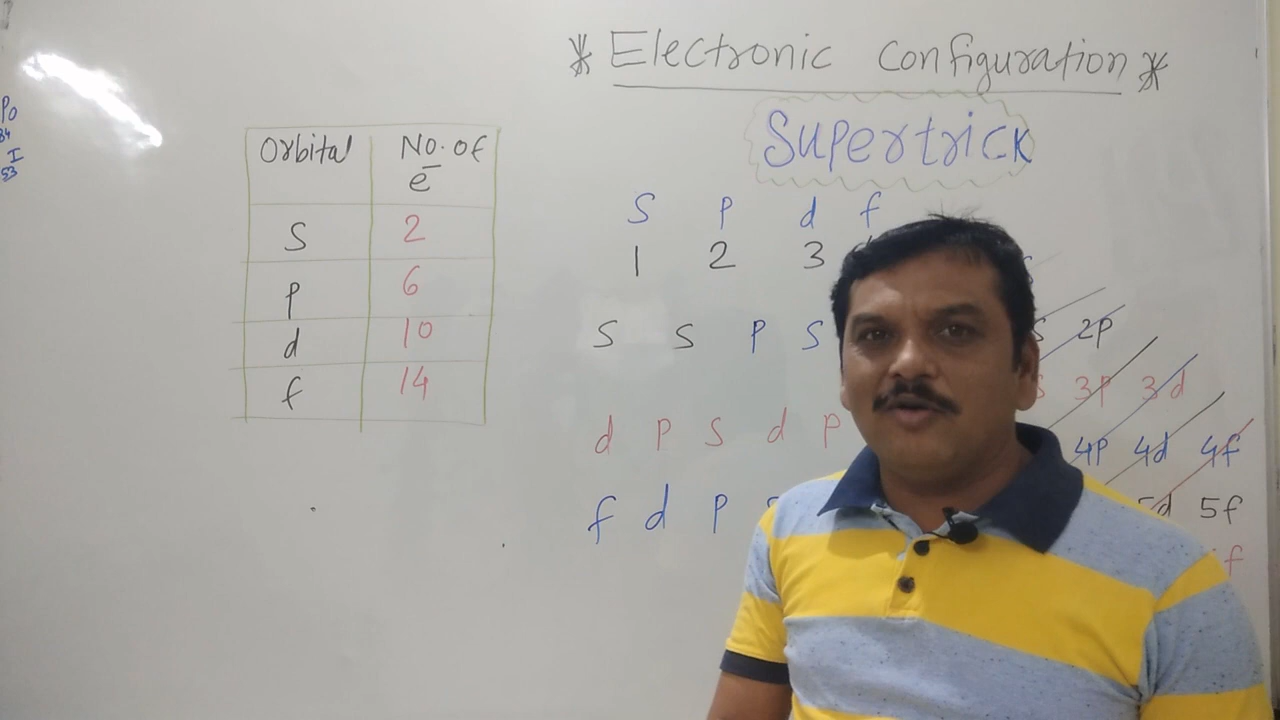 * Electronic Configuration *
Supertrick
Po
84
I
53
Orbital No. of e-
S 2
p 6
d 10
f 14
S P d f
1 2 3
S S P S
d P S d P
f d P
2P
3P 3d
4P 4d 4f
5d 5f
f